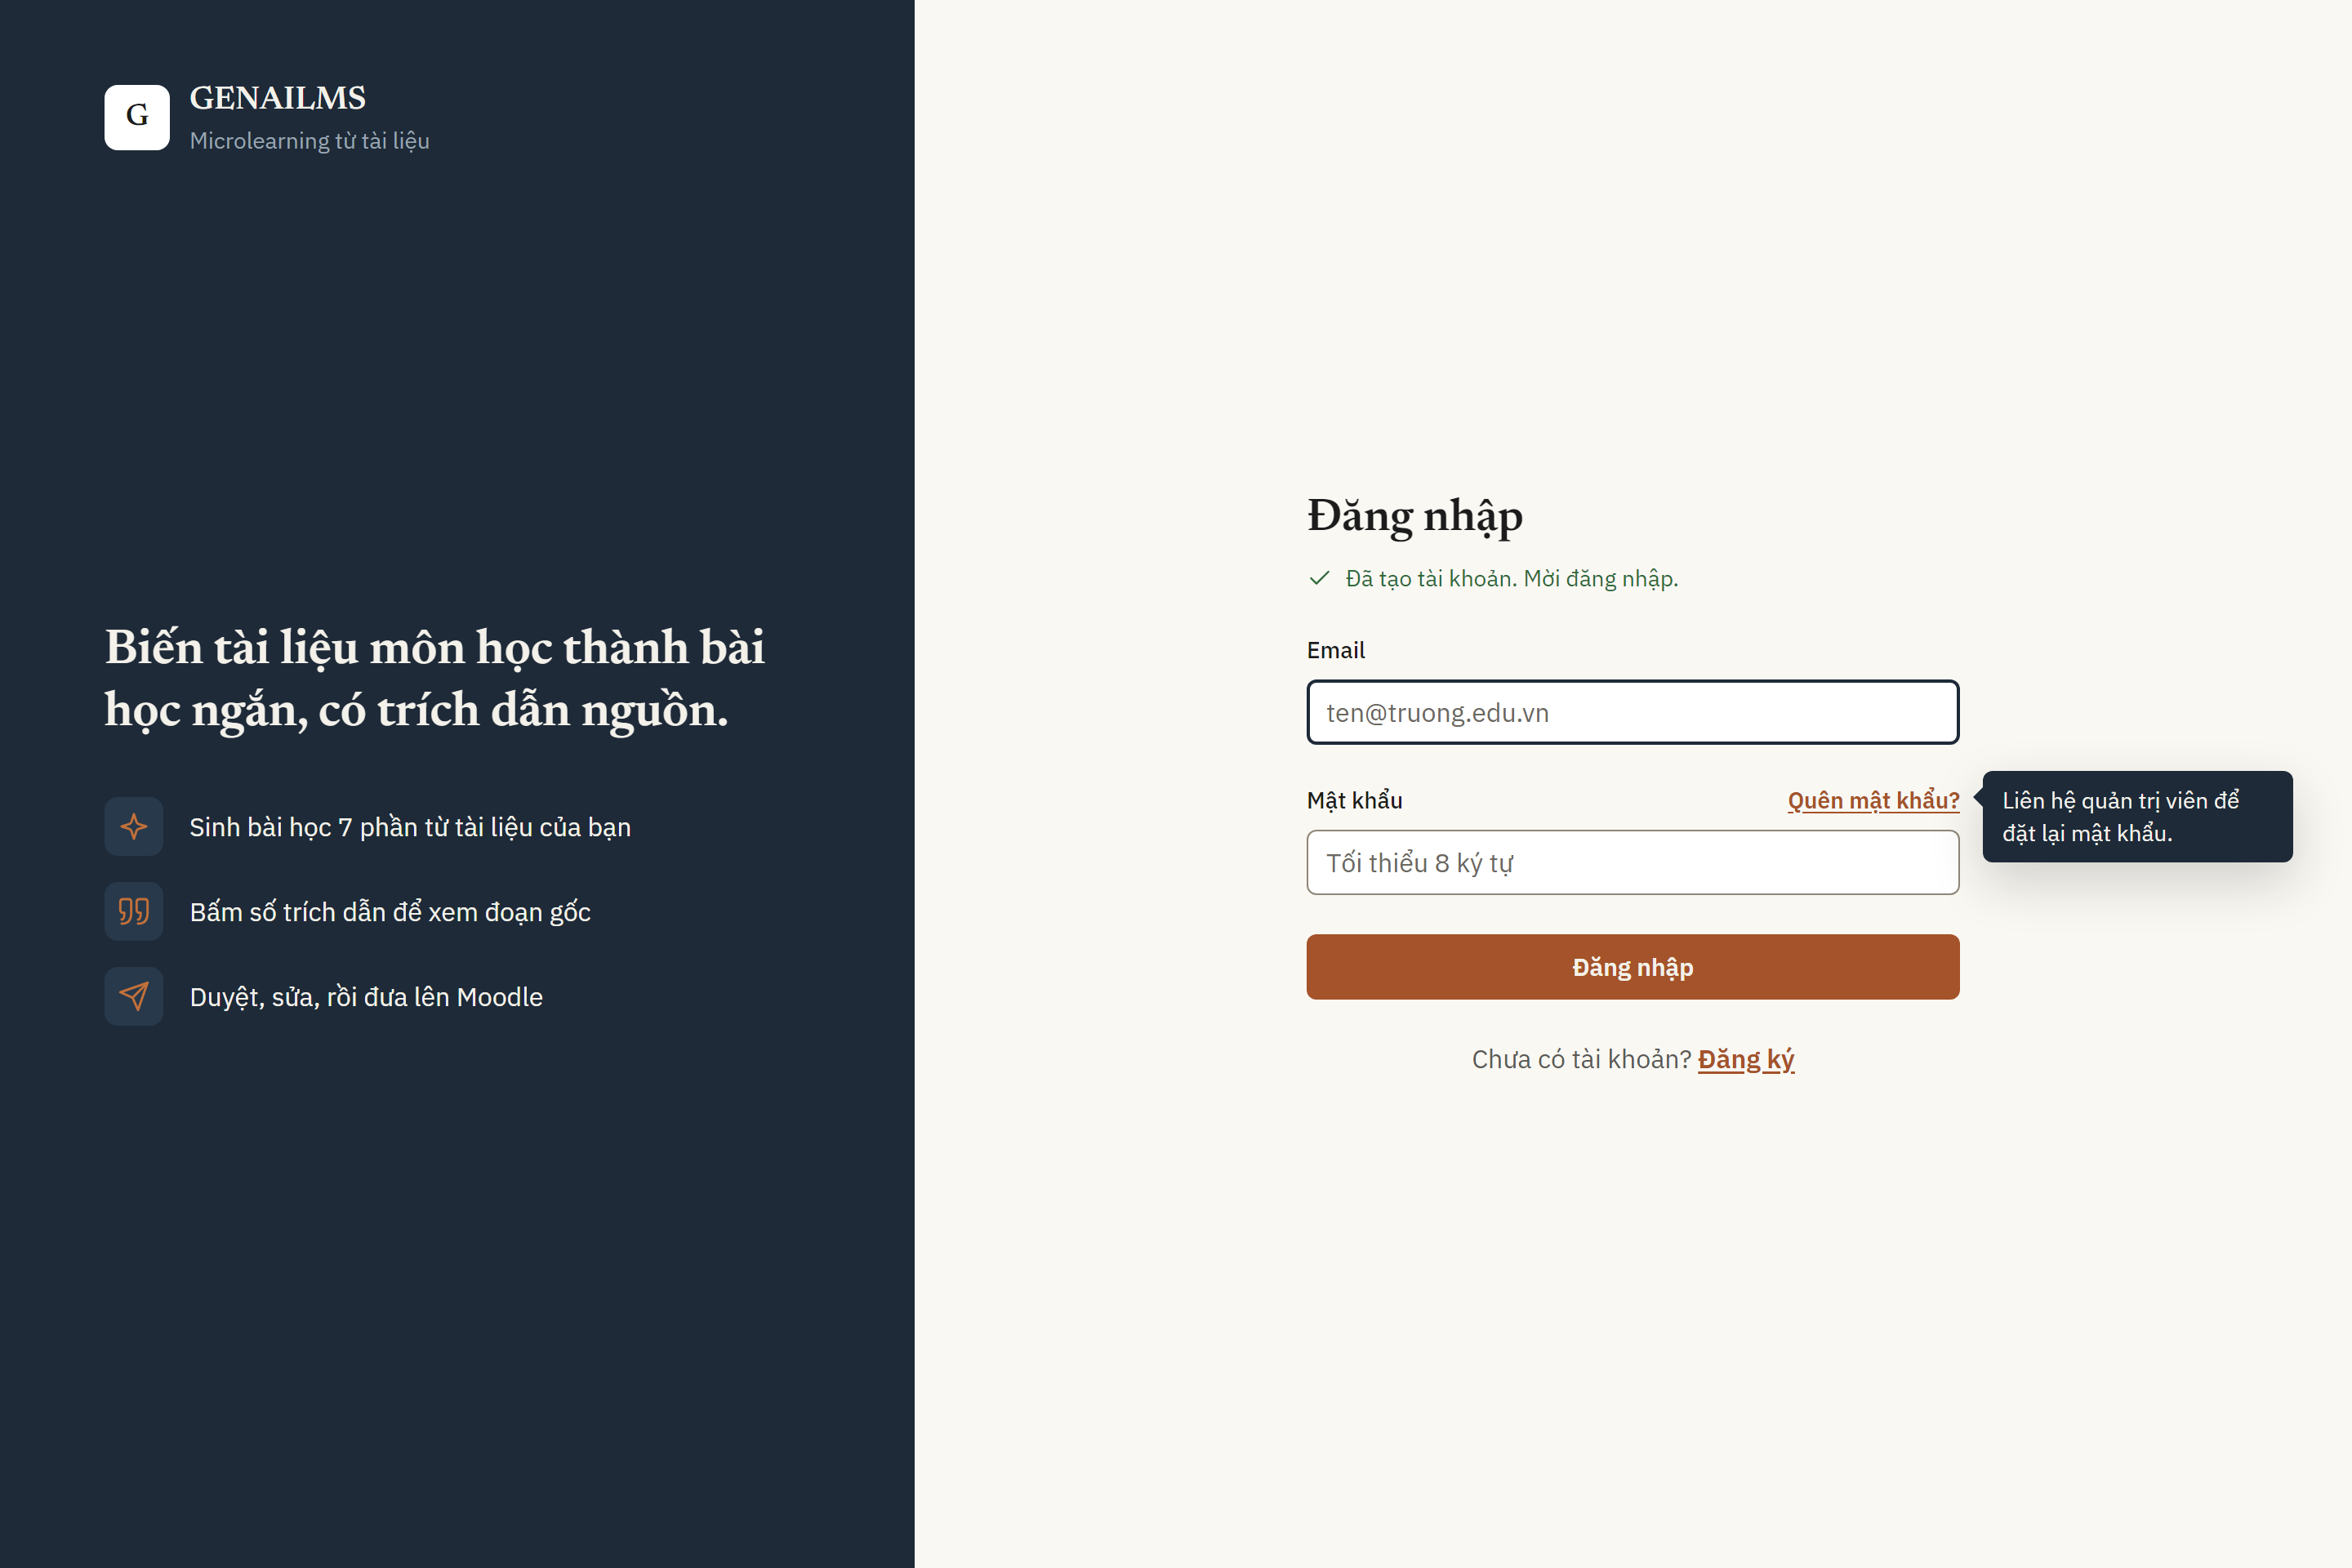 G
GENAILMS
Microlearning từ tài liệu
Biến tài liệu môn học thành bài
học ngắn, có trích dẫn nguồn.
Sinh bài học 7 phần từ tài liệu của bạn
Bấm số trích dẫn để xem đoạn gốc
Duyệt, sửa, rồi đưa lên Moodle
Đăng nhập
Đã tạo tài khoản. Mời đăng nhập.
Email
ten@truong.edu.vn
Mật khẩu
Quên mật khẩu?
Liên hệ quản trị viên để
đặt lại mật khẩu.
Tối thiểu 8 ký tự
Đăng nhập
Chưa có tài khoản? Đăng ký